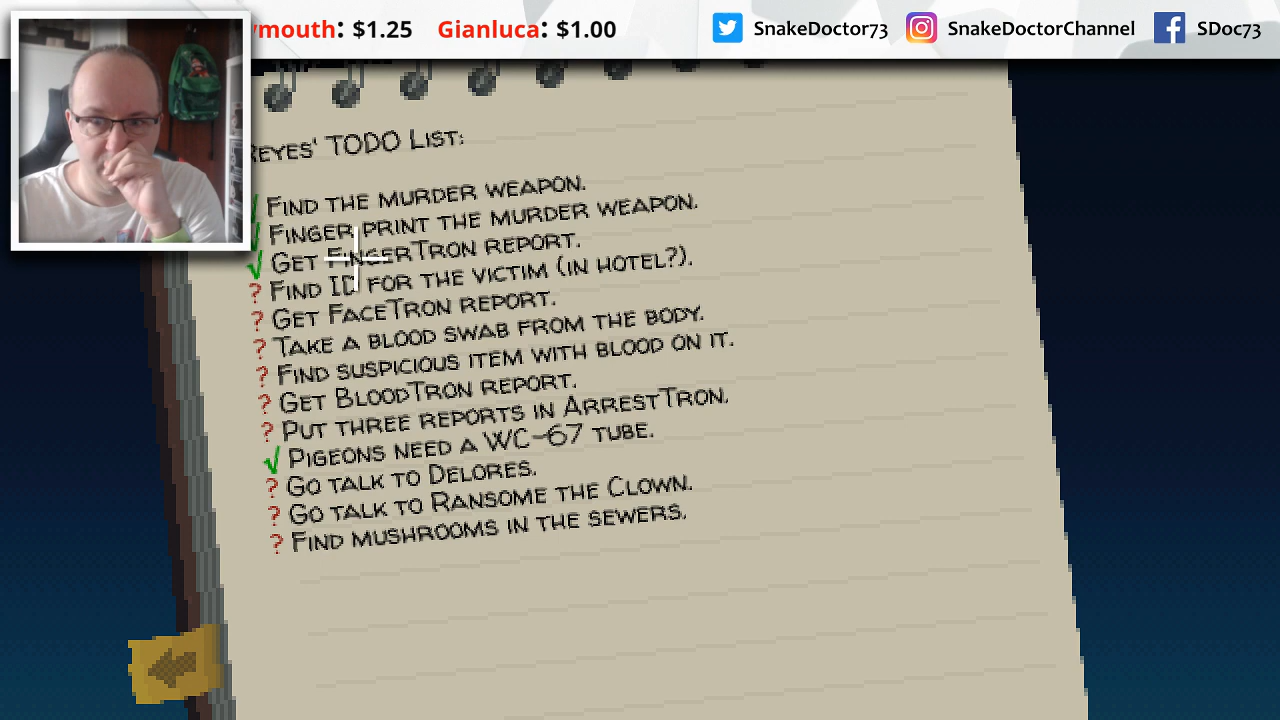 ymouth: $1.25 Gianluca: $1.00 SnakeDoctor73 SnakeDoctorChannel SDoc73
Reyes' TODO List:
√ Find the murder weapon.
√ Finger print the murder weapon.
√ Get FingerTron report.
? Find ID for the victim (in hotel?).
? Get FaceTron report.
? Take a blood swab from the body.
? Find suspicious item with blood on it.
? Get BloodTron report.
? Put three reports in ArrestTron.
√ Pigeons need a WC-67 tube.
? Go talk to Delores.
? Go talk to Ransome the Clown.
? Find mushrooms in the sewers.